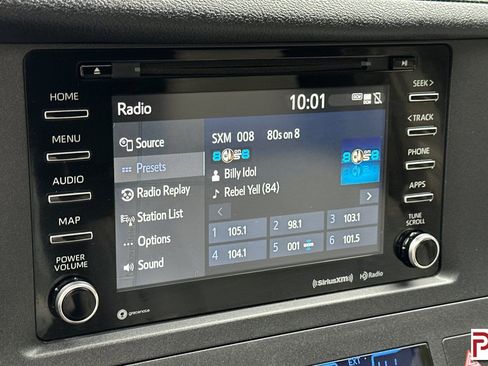 HOME
MENU
AUDIO
MAP
POWER
VOLUME
SEEK >
< TRACK
PHONE
APPS
TUNE
SCROLL
Radio
10:01
Source
Presets
Radio Replay
Station List
Options
Sound
SXM 008 80s on 8
Billy Idol
Rebel Yell (84)
1 105.1
2 98.1
3 103.1
4 104.1
5 001
6 101.5
gracenote
SiriusXM
HD Radio
EXT
P